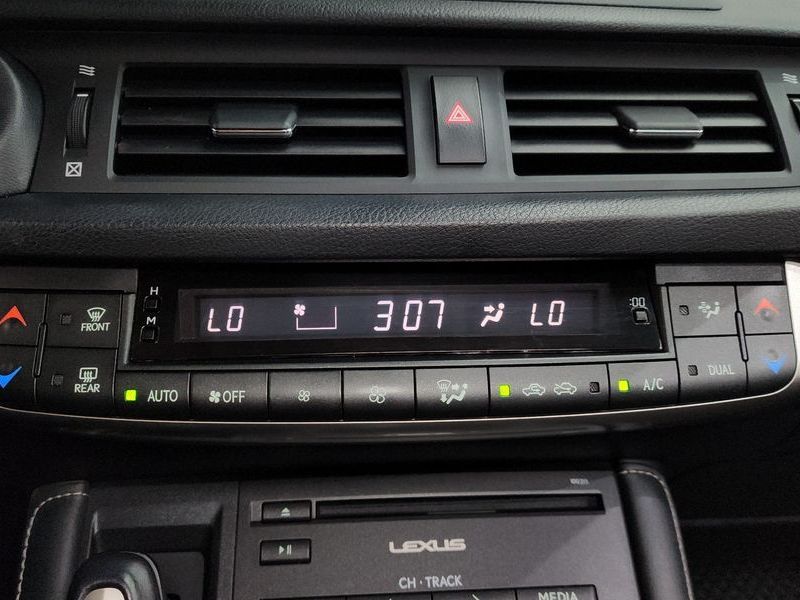 H
M
LO 307 LO
:00
FRONT
REAR
AUTO
OFF
A/C
DUAL
LEXUS
CH · TRACK
MEDIA